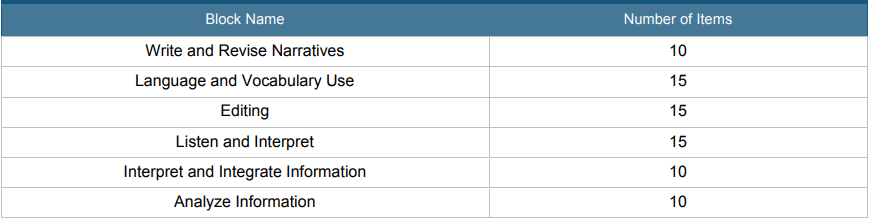 Block Name Number of Items
Write and Revise Narratives 10
Language and Vocabulary Use 15
Editing 15
Listen and Interpret 15
Interpret and Integrate Information 10
Analyze Information 10